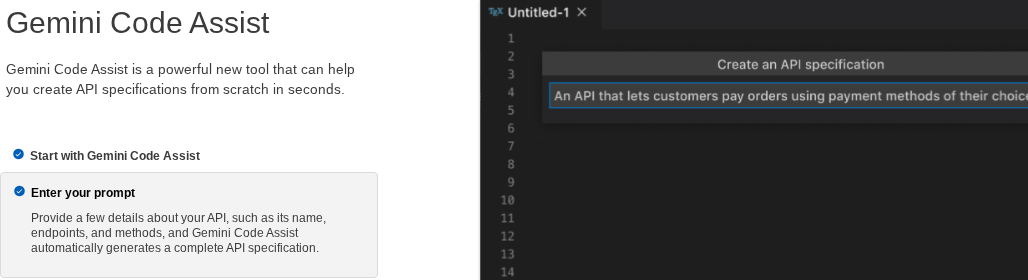 Gemini Code Assist
Gemini Code Assist is a powerful new tool that can help
you create API specifications from scratch in seconds.
Start with Gemini Code Assist
Enter your prompt
Provide a few details about your API, such as its name,
endpoints, and methods, and Gemini Code Assist
automatically generates a complete API specification.
TEX Untitled-1 ×
1
2
Create an API specification
3
4
An API that lets customers pay orders using payment methods of their choice
5
6
7
8
9
10
11
12
13
14